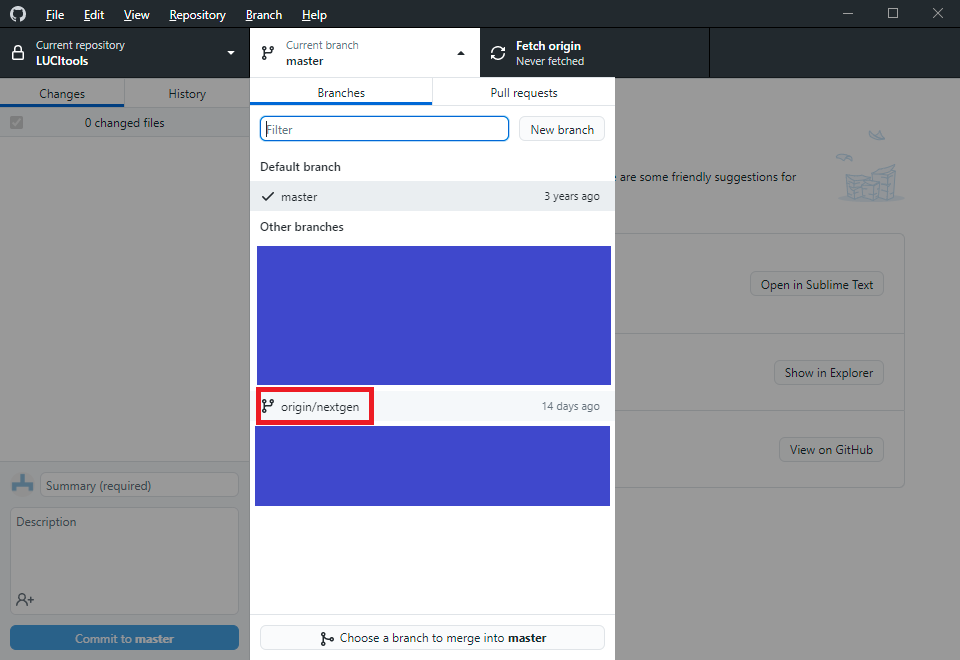 File Edit View Repository Branch Help
Current repository
LUCItools
Current branch
master
Fetch origin
Never fetched
Changes History
0 changed files
Branches Pull requests
Filter
New branch
Default branch
master 3 years ago
Other branches
origin/nextgen 14 days ago
Choose a branch to merge into master
are some friendly suggestions for
Open in Sublime Text
Show in Explorer
View on GitHub
Summary (required)
Description
Commit to master